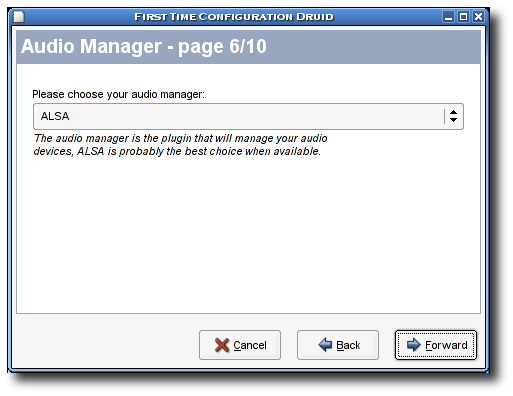 First Time Configuration Druid
Audio Manager - page 6/10
Please choose your audio manager:
ALSA
The audio manager is the plugin that will manage your audio
devices, ALSA is probably the best choice when available.
Cancel
Back
Forward